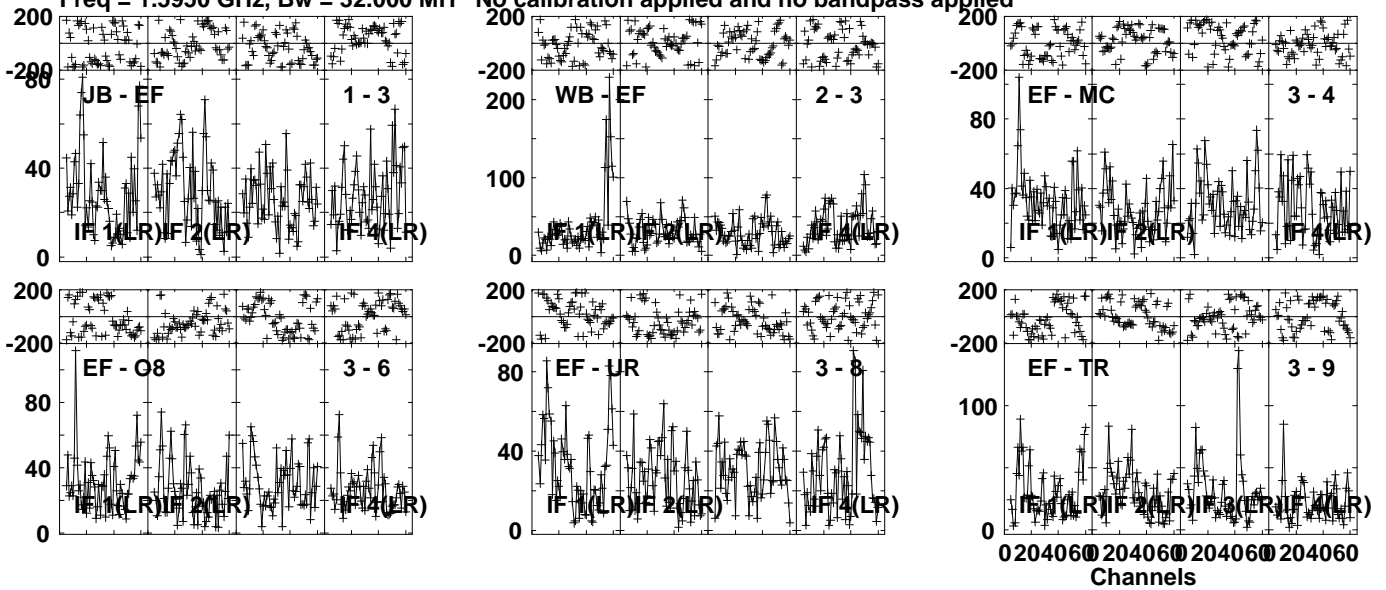 Freq = 1.5950 GHz, Bw = 32.000 MH No calibration applied and no bandpass applied
200
-200
80
40
0
JB - EF 1 - 3
IF 1(LR) IF 2(LR) IF 4(LR)
200
100
0
WB - EF 2 - 3
IF 1(LR) IF 2(LR) IF 4(LR)
200
-200
80
40
0
EF - MC 3 - 4
IF 1(LR) IF 2(LR) IF 4(LR)
200
-200
80
40
0
EF - O8 3 - 6
IF 1(LR) IF 2(LR) IF 4(LR)
200
-200
80
40
0
EF - UR 3 - 8
IF 1(LR) IF 2(LR) IF 4(LR)
200
-200
100
0
EF - TR 3 - 9
IF 1(LR) IF 2(LR) IF 3(LR) IF 4(LR)
0 20 40 60 0 20 40 60 0 20 40 60 0 20 40 60
Channels